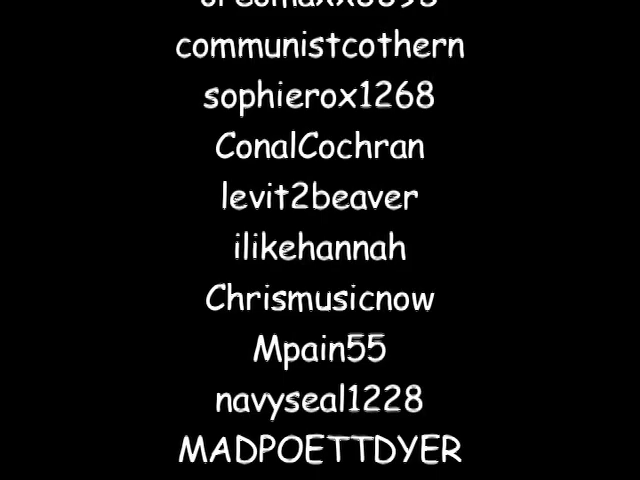 communistcothern
sophierox1268
ConalCochran
levit2beaver
ilikehannah
Chrismusicnow
Mpain55
navyseal1228
MADPOETTDYER